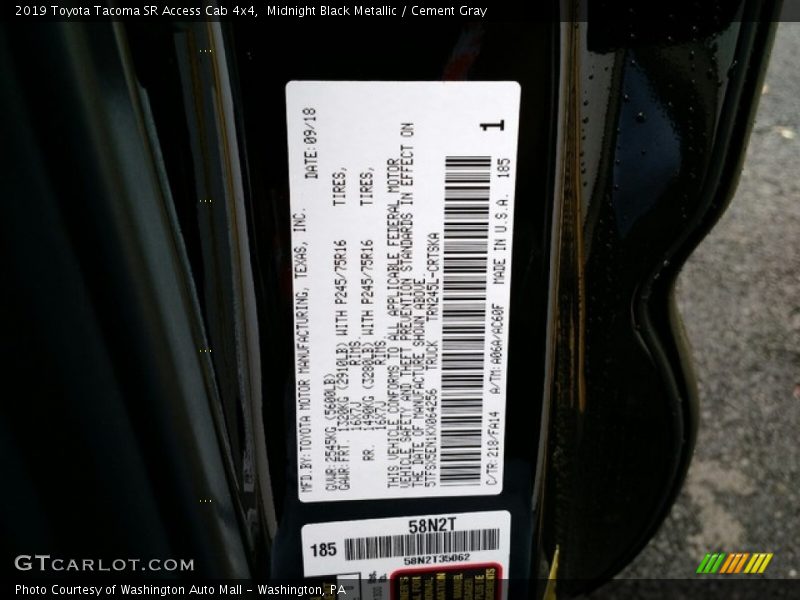 2019 Toyota Tacoma SR Access Cab 4x4,  Midnight Black Metallic / Cement Gray
MFD.BY:TOYOTA MOTOR MANUFACTURING, TEXAS, INC. DATE:09/18
GVWR:2545KG (5600LB)
GAWR:FRT. 1320KG (2910LB) WITH P245/75R16 TIRES,
16X7J RIMS.
RR. 1490KG (3280LB) WITH P245/75R16 TIRES,
16X7J RIMS.
THIS VEHICLE CONFORMS TO ALL APPLICABLE FEDERAL MOTOR
VEHICLE SAFETY AND THEFT PREVENTION STANDARDS IN EFFECT ON
THE DATE OF MANUFACTURE SHOWN ABOVE.
5TFSX5EN1KX064256 TRUCK TRN245L-CRTSKA
C/TR:218/FA14 A/TM:A06A/AC60F MADE IN U.S.A. 185
1
58N2T
185
58N2T35062
GTCARLOT.COM
Photo Courtesy of Washington Auto Mall - Washington, PA